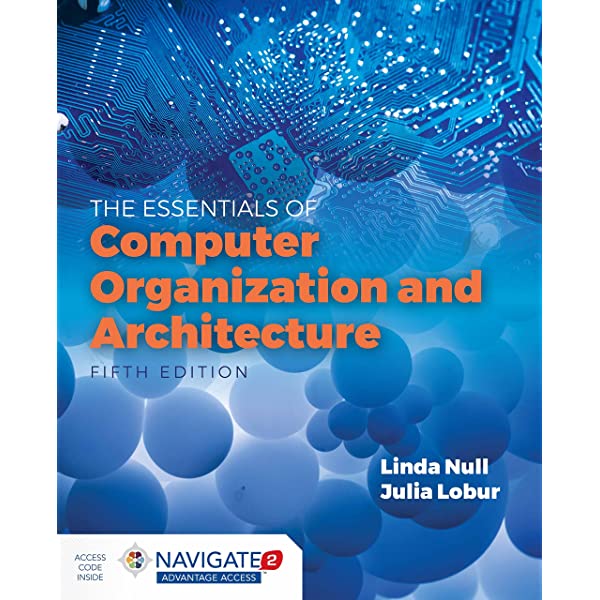 THE ESSENTIALS OF
Computer
Organization and
Architecture
FIFTH EDITION
Linda Null
Julia Lobur
ACCESS
CODE
INSIDE
NAVIGATE 2
ADVANTAGE ACCESS